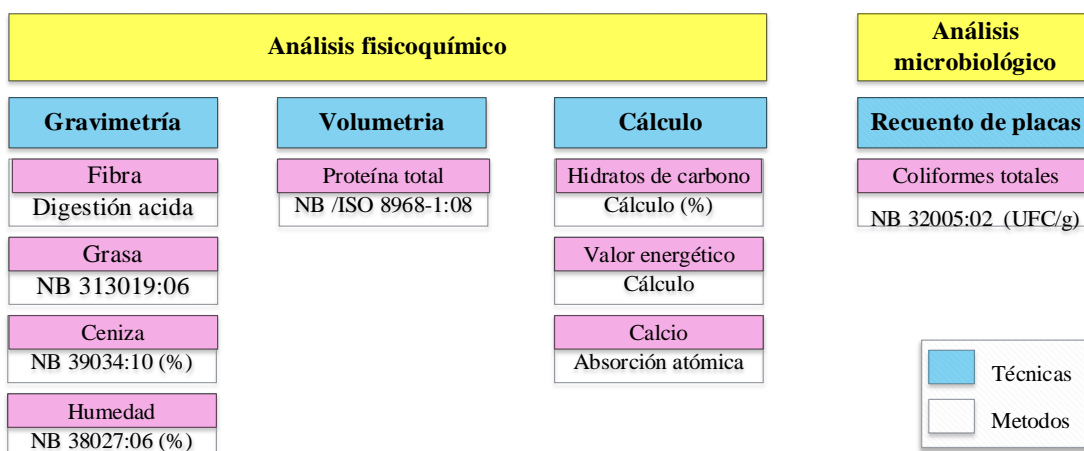 Análisis fisicoquímico
Análisis
microbiológico
Gravimetría
Volumetria
Cálculo
Recuento de placas
Fibra
Digestión acida
Grasa
NB 313019:06
Ceniza
NB 39034:10 (%)
Humedad
NB 38027:06 (%)
Proteína total
NB /ISO 8968-1:08
Hidratos de carbono
Cálculo (%)
Valor energético
Cálculo
Calcio
Absorción atómica
Coliformes totales
NB 32005:02 (UFC/g)
Técnicas
Metodos